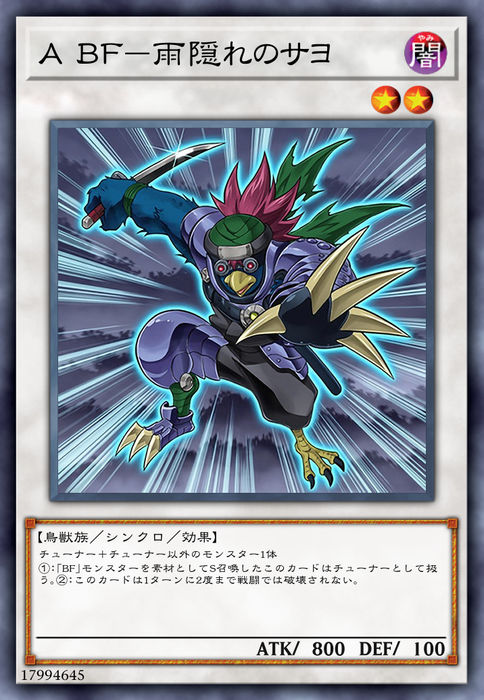 A BF－雨隠れのサヨ
やみ
闇
【鳥獣族／シンクロ／効果】
チューナー＋チューナー以外のモンスター1体
①：「BF」モンスターを素材としてS召喚したこのカードはチューナーとして扱
う。②：このカードは1ターンに2度まで戦闘では破壊されない。
ATK/ 800 DEF/ 100
17994645